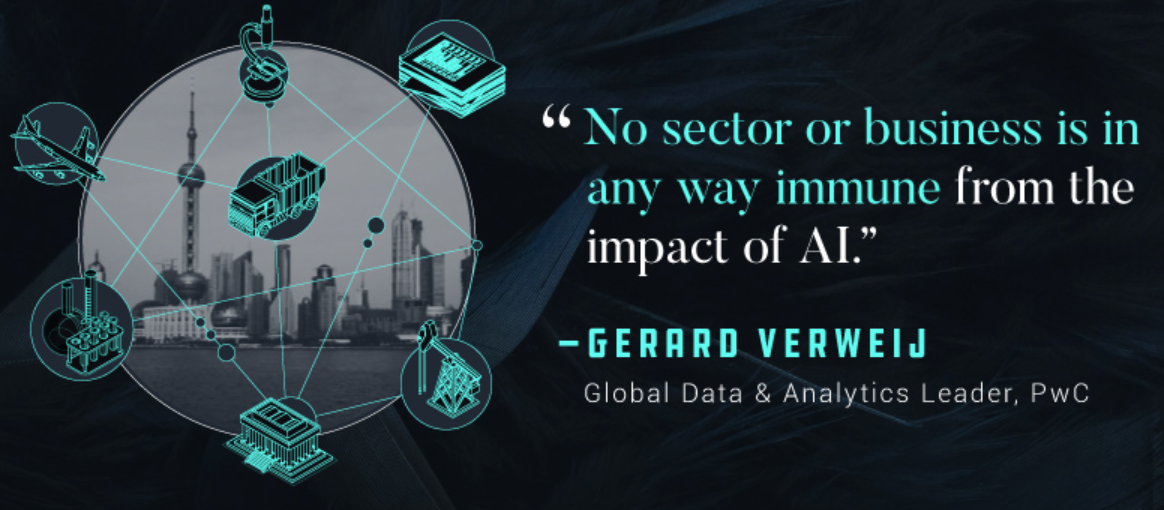 “No sector or business is in
any way immune from the
impact of AI.”
–GERARD VERWEIJ
Global Data & Analytics Leader, PwC